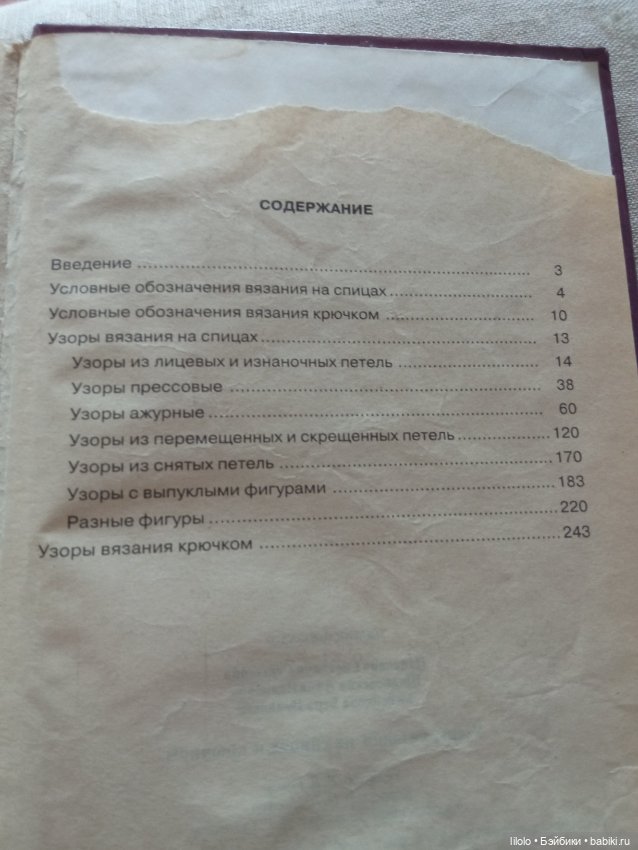 СОДЕРЖАНИЕ
Введение ........................................ 3
Условные обозначения вязания на спицах ........................ 4
Условные обозначения вязания крючком ........................ 10
Узоры вязания на спицах ........................................ 13
Узоры из лицевых и изнаночных петель ........................ 14
Узоры прессовые ........................................ 38
Узоры ажурные ........................................ 60
Узоры из перемещенных и скрещенных петель ................ 120
Узоры из снятых петель ........................................ 170
Узоры с выпуклыми фигурами ................................ 183
Разные фигуры ........................................ 220
Узоры вязания крючком ........................................ 243
lilolo • Бэйбики • babiki.ru